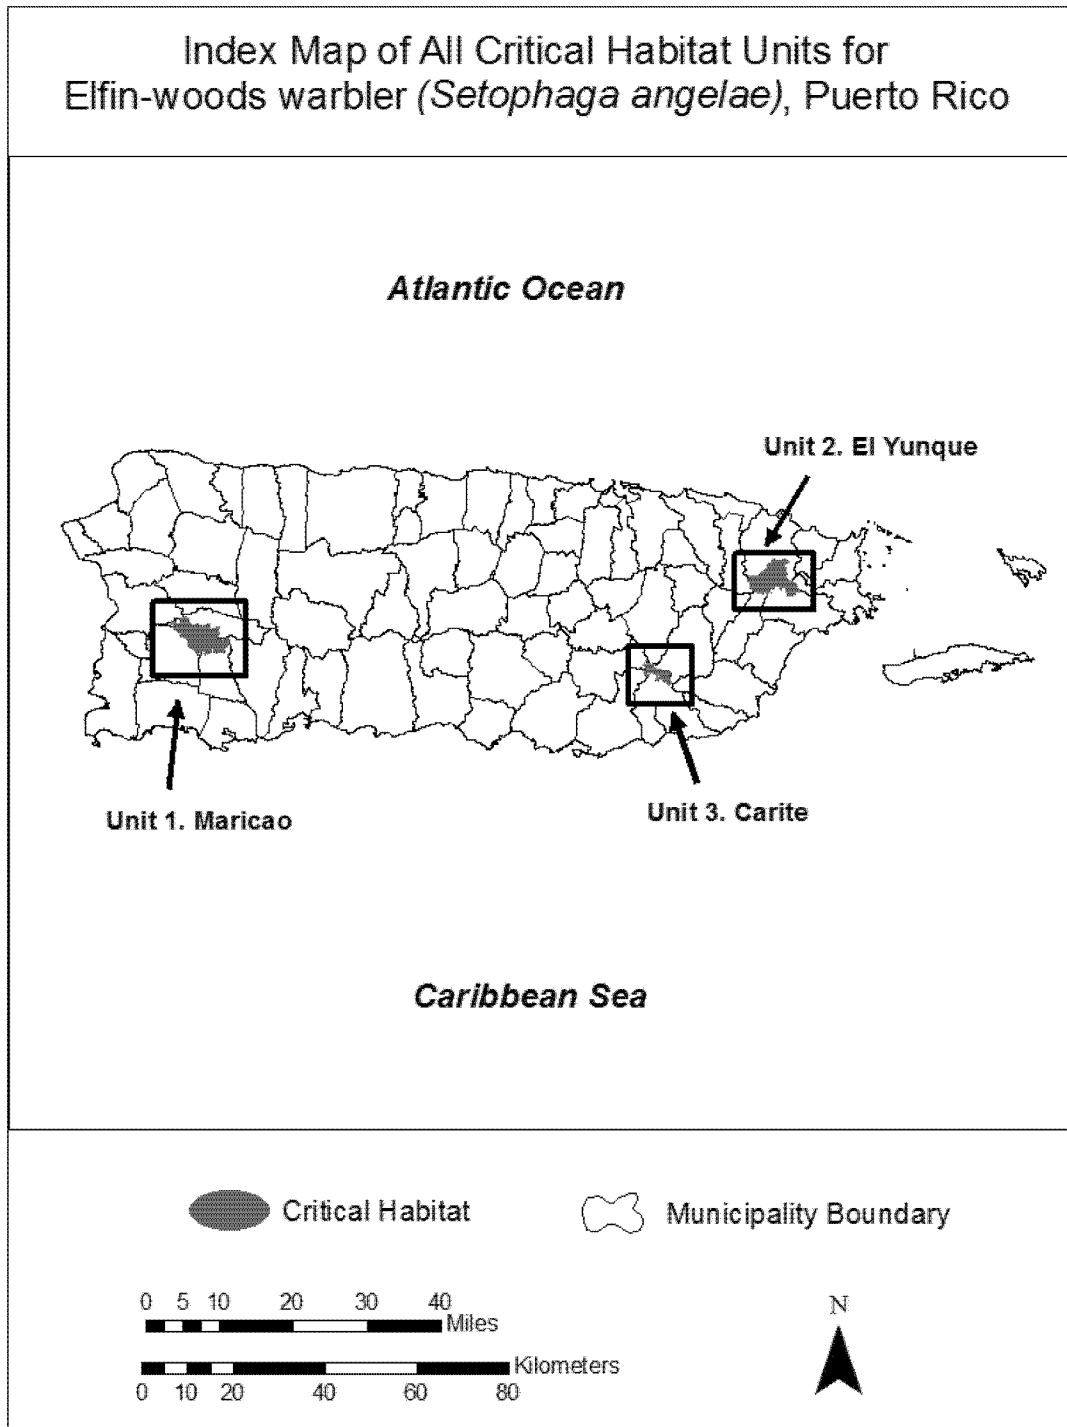 Index Map of All Critical Habitat Units for
Elfin-woods warbler (Setophaga angelae), Puerto Rico
Atlantic Ocean
Unit 2. El Yunque
Unit 1. Maricao
Unit 3. Carite
Caribbean Sea
Critical Habitat
Municipality Boundary
0 5 10 20 30 40
Miles
N
Kilometers
0 10 20 40 60 80